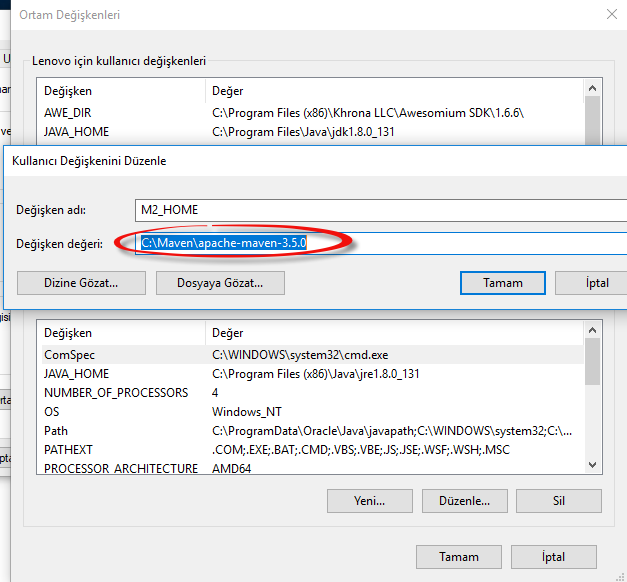 Ortam Değişkenleri
Lenovo için kullanıcı değişkenleri
Değişken Değer
AWE_DIR C:\Program Files (x86)\Khrona LLC\Awesomium SDK\1.6.6\
JAVA_HOME C:\Program Files\Java\jdk1.8.0_131
Kullanıcı Değişkenini Düzenle
Değişken adı: M2_HOME
Değişken değeri: C:\Maven\apache-maven-3.5.0
Dizine Gözat... Dosyaya Gözat... Tamam İptal
Değişken Değer
ComSpec C:\WINDOWS\system32\cmd.exe
JAVA_HOME C:\Program Files (x86)\Java\jre1.8.0_131
NUMBER_OF_PROCESSORS 4
OS Windows_NT
Path C:\ProgramData\Oracle\Java\javapath;C:\WINDOWS\system32;C:\...
PATHEXT .COM;.EXE;.BAT;.CMD;.VBS;.VBE;.JS;.JSE;.WSF;.WSH;.MSC
PROCESSOR_ARCHITECTURE AMD64
Yeni... Düzenle... Sil
Tamam İptal